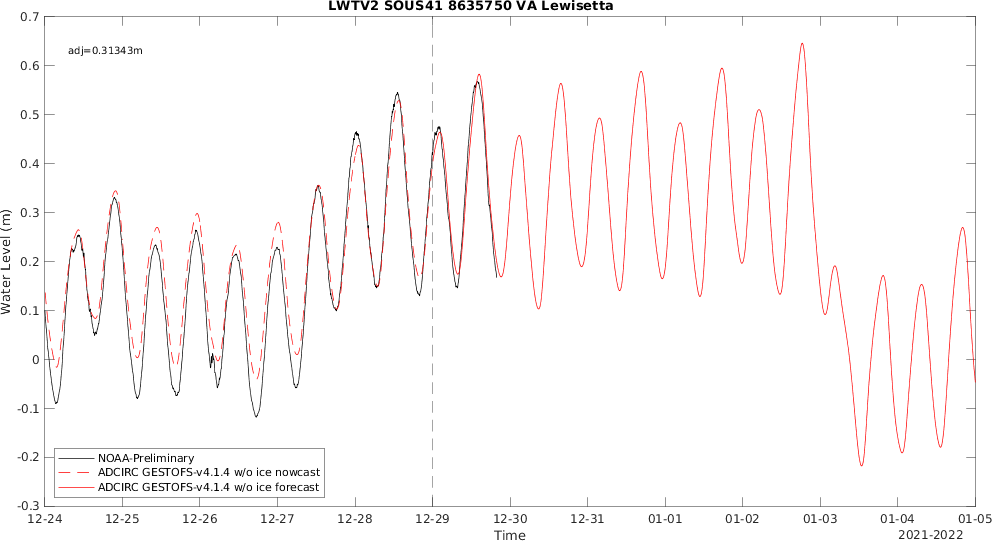 LWTV2 SOUS41 8635750 VA Lewisetta
adj=0.31343m
0.7
0.6
0.5
0.4
0.3
0.2
0.1
0
-0.1
-0.2
-0.3
Water Level (m)
NOAA-Preliminary
ADCIRC GESTOFS-v4.1.4 w/o ice nowcast
ADCIRC GESTOFS-v4.1.4 w/o ice forecast
12-24 12-25 12-26 12-27 12-28 12-29 12-30 12-31 01-01 01-02 01-03 01-04 01-05
Time
2021-2022